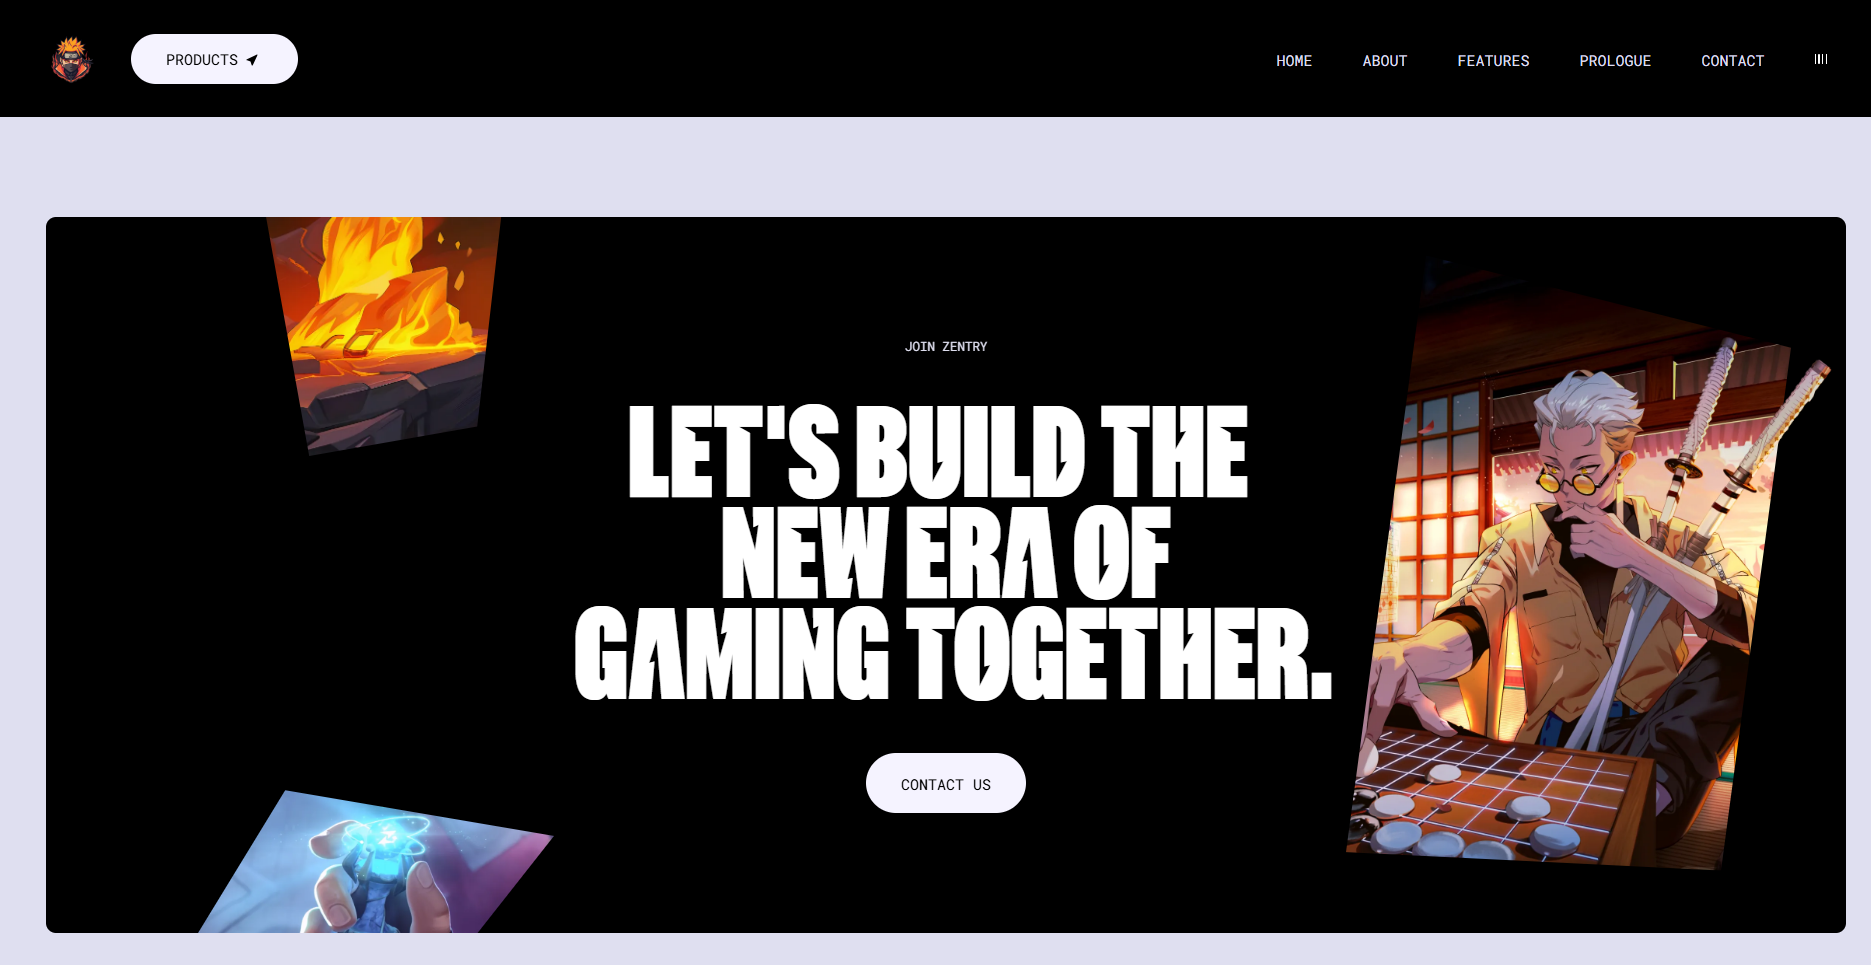 PRODUCTS
HOME
ABOUT
FEATURES
PROLOGUE
CONTACT
JOIN ZENTRY
LET'S BUILD THE
NEW ERA OF
GAMING TOGETHER.
CONTACT US